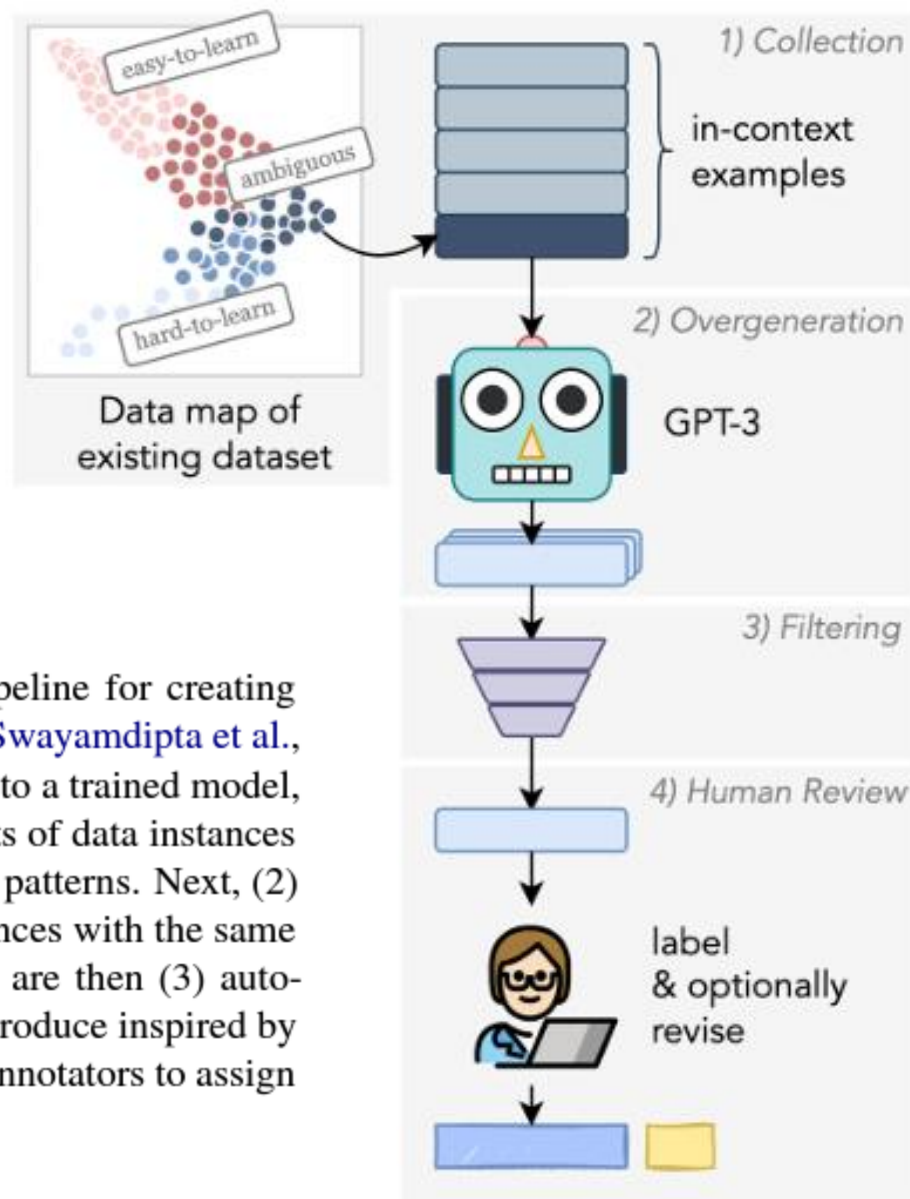 easy-to-learn
ambiguous
hard-to-learn
Data map of
existing dataset
1) Collection
in-context
examples
2) Overgeneration
GPT-3
3) Filtering
4) Human Review
label
& optionally
revise
peline for creating
Swayamdipta et al.,
to a trained model,
ts of data instances
patterns. Next, (2)
nces with the same
are then (3) auto-
roduce inspired by
nnotators to assign